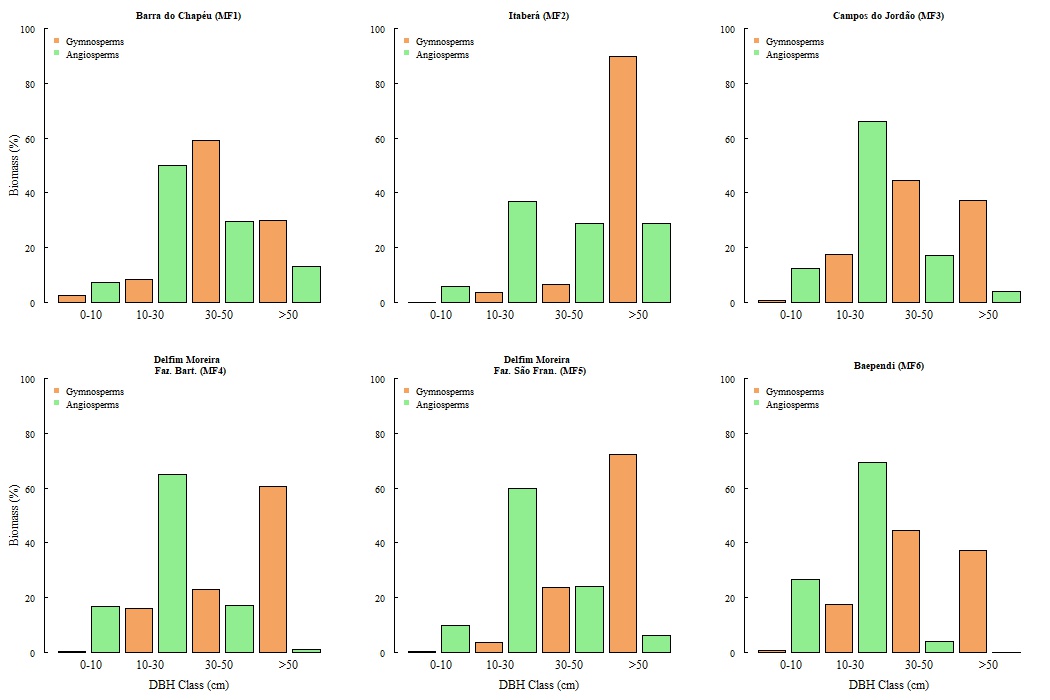 Barra do Chapéu (MF1)
Gymnosperms
Angiosperms
Biomass (%)
100
80
60
40
20
0
0-10 10-30 30-50 >50
Itaberá (MF2)
Gymnosperms
Angiosperms
100
80
60
40
20
0
0-10 10-30 30-50 >50
Campos do Jordão (MF3)
Gymnosperms
Angiosperms
100
80
60
40
20
0
0-10 10-30 30-50 >50
Delfim Moreira
Faz. Bart. (MF4)
Gymnosperms
Angiosperms
Biomass (%)
100
80
60
40
20
0
0-10 10-30 30-50 >50
DBH Class (cm)
Delfim Moreira
Faz. São Fran. (MF5)
Gymnosperms
Angiosperms
100
80
60
40
20
0
0-10 10-30 30-50 >50
DBH Class (cm)
Baependi (MF6)
Gymnosperms
Angiosperms
100
80
60
40
20
0
0-10 10-30 30-50 >50
DBH Class (cm)